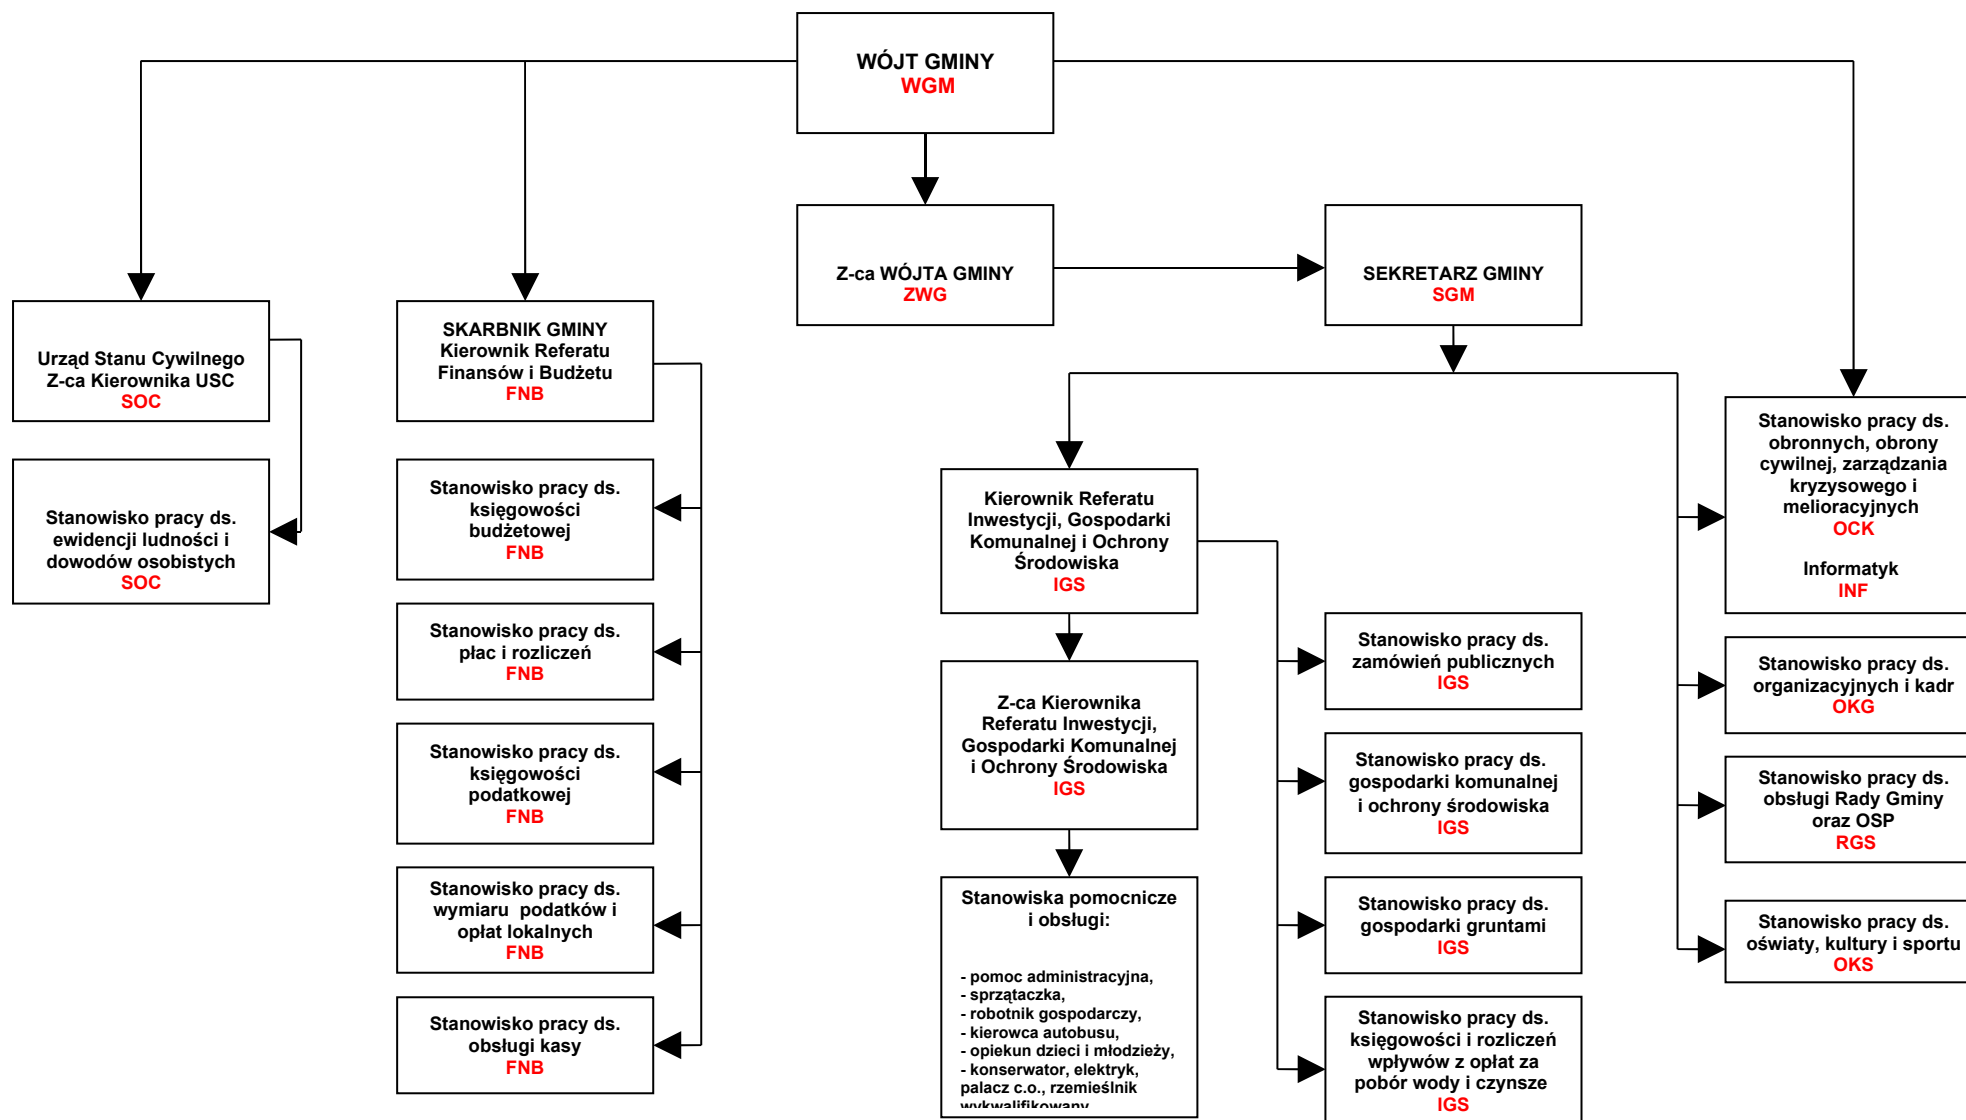 WÓJT GMINY
WGM
Z-ca WÓJTA GMINY
ZWG
SEKRETARZ GMINY
SGM
Urząd Stanu Cywilnego
Z-ca Kierownika USC
SOC
Stanowisko pracy ds.
ewidencji ludności i
dowodów osobistych
SOC
SKARBNIK GMINY
Kierownik Referatu
Finansów i Budżetu
FNB
Stanowisko pracy ds.
księgowości
budżetowej
FNB
Stanowisko pracy ds.
płac i rozliczeń
FNB
Stanowisko pracy ds.
księgowości
podatkowej
FNB
Stanowisko pracy ds.
wymiaru podatków i
opłat lokalnych
FNB
Stanowisko pracy ds.
obsługi kasy
FNB
Kierownik Referatu
Inwestycji, Gospodarki
Komunalnej i Ochrony
Środowiska
IGS
Z-ca Kierownika
Referatu Inwestycji,
Gospodarki Komunalnej
i Ochrony Środowiska
IGS
Stanowiska pomocnicze
i obsługi:
- pomoc administracyjna,
- sprzątaczka,
- robotnik gospodarczy,
- kierowca autobusu,
- opiekun dzieci i młodzieży,
- konserwator, elektryk,
palacz c.o., rzemieślnik
wykwalifikowany
Stanowisko pracy ds.
zamówień publicznych
IGS
Stanowisko pracy ds.
gospodarki komunalnej
i ochrony środowiska
IGS
Stanowisko pracy ds.
gospodarki gruntami
IGS
Stanowisko pracy ds.
księgowości i rozliczeń
wpływów z opłat za
pobór wody i czynsze
IGS
Stanowisko pracy ds.
obronnych, obrony
cywilnej, zarządzania
kryzysowego i
melioracyjnych
OCK
Informatyk
INF
Stanowisko pracy ds.
organizacyjnych i kadr
OKG
Stanowisko pracy ds.
obsługi Rady Gminy
oraz OSP
RGS
Stanowisko pracy ds.
oświaty, kultury i sportu
OKS